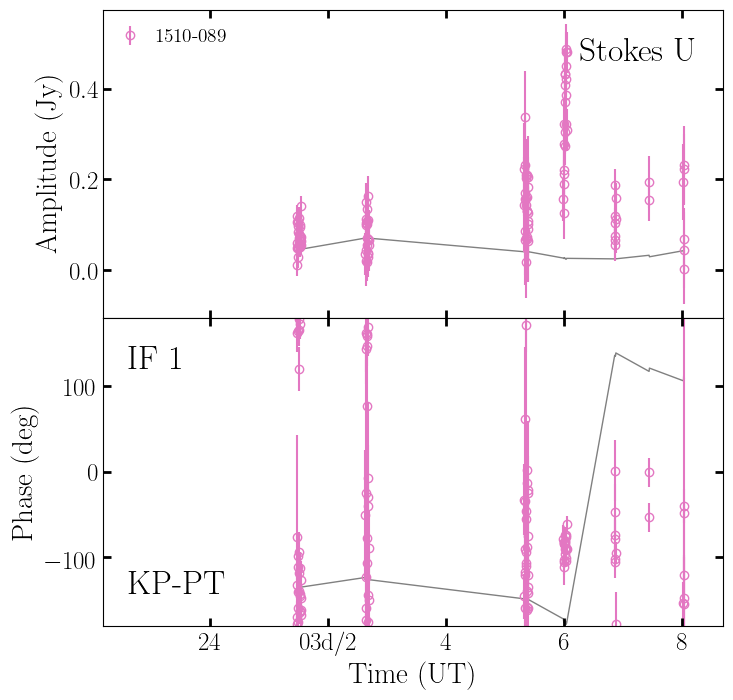 1510-089
Stokes U
Amplitude (Jy)
0.4
0.2
0.0
IF 1
KP-PT
Phase (deg)
100
0
−100
24 03d/2 4 6 8
Time (UT)